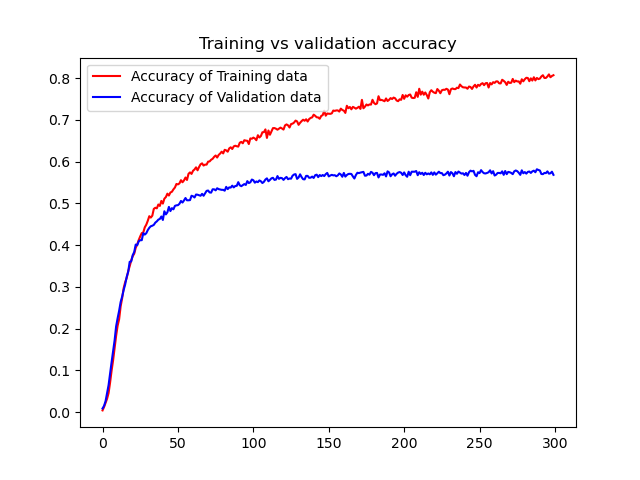 Training vs validation accuracy
Accuracy of Training data
Accuracy of Validation data
0.8
0.7
0.6
0.5
0.4
0.3
0.2
0.1
0.0
0 50 100 150 200 250 300